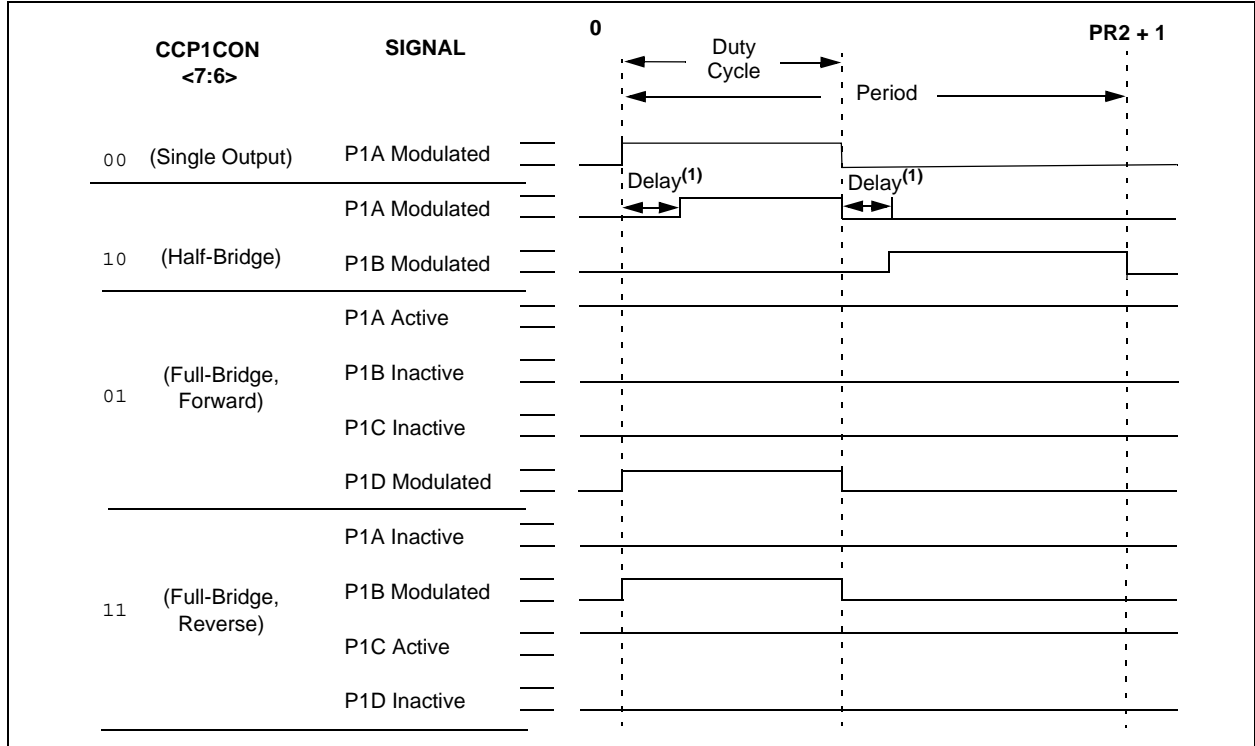 CCP1CON
<7:6>
SIGNAL
0
PR2 + 1
Duty
Cycle
Period
00 (Single Output) P1A Modulated
Delay(1) Delay(1)
P1A Modulated
10 (Half-Bridge)
P1B Modulated
P1A Active
01 (Full-Bridge,
Forward)
P1B Inactive
P1C Inactive
P1D Modulated
P1A Inactive
11 (Full-Bridge,
Reverse)
P1B Modulated
P1C Active
P1D Inactive